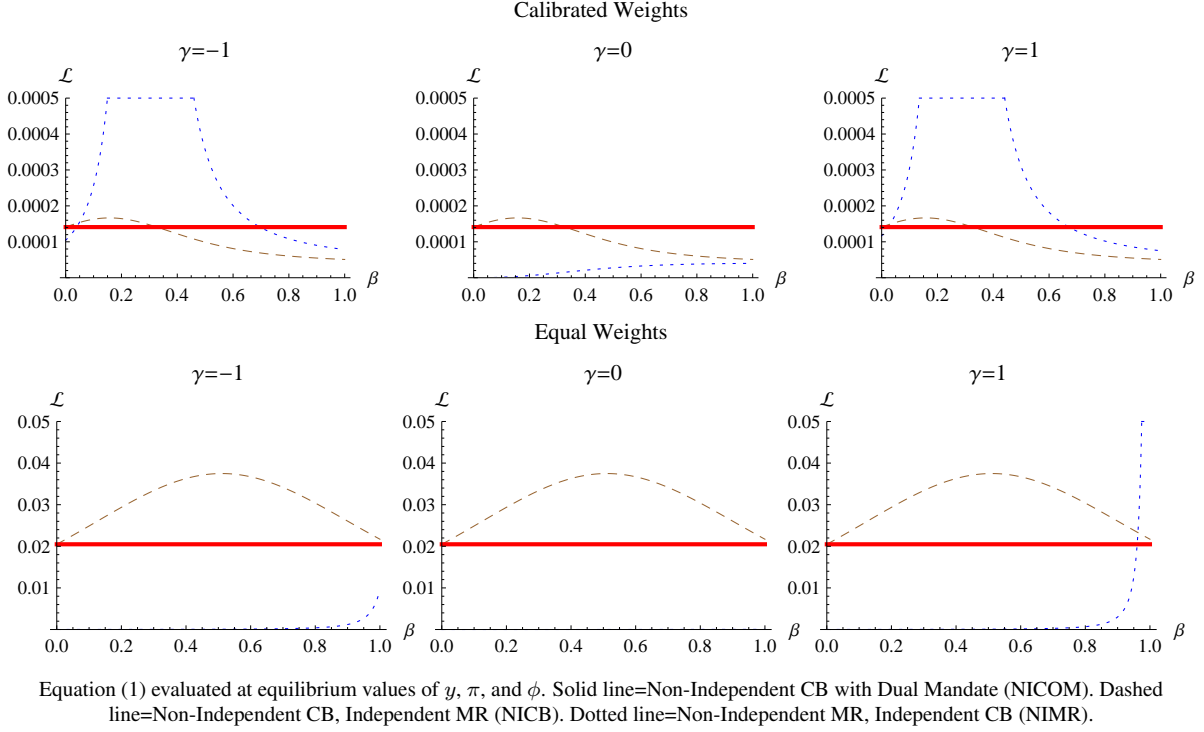 Calibrated Weights
γ=−1
γ=0
γ=1
ℒ
ℒ
ℒ
0.0005
0.0004
0.0003
0.0002
0.0001
0.0 0.2 0.4 0.6 0.8 1.0 β
0.0005
0.0004
0.0003
0.0002
0.0001
0.0 0.2 0.4 0.6 0.8 1.0 β
0.0005
0.0004
0.0003
0.0002
0.0001
0.0 0.2 0.4 0.6 0.8 1.0 β
Equal Weights
γ=−1
γ=0
γ=1
ℒ
ℒ
ℒ
0.05
0.04
0.03
0.02
0.01
0.0 0.2 0.4 0.6 0.8 1.0 β
0.05
0.04
0.03
0.02
0.01
0.0 0.2 0.4 0.6 0.8 1.0 β
0.05
0.04
0.03
0.02
0.01
0.0 0.2 0.4 0.6 0.8 1.0 β
Equation (1) evaluated at equilibrium values of y, π, and ϕ. Solid line=Non-Independent CB with Dual Mandate (NICOM). Dashed
line=Non-Independent CB, Independent MR (NICB). Dotted line=Non-Independent MR, Independent CB (NIMR).